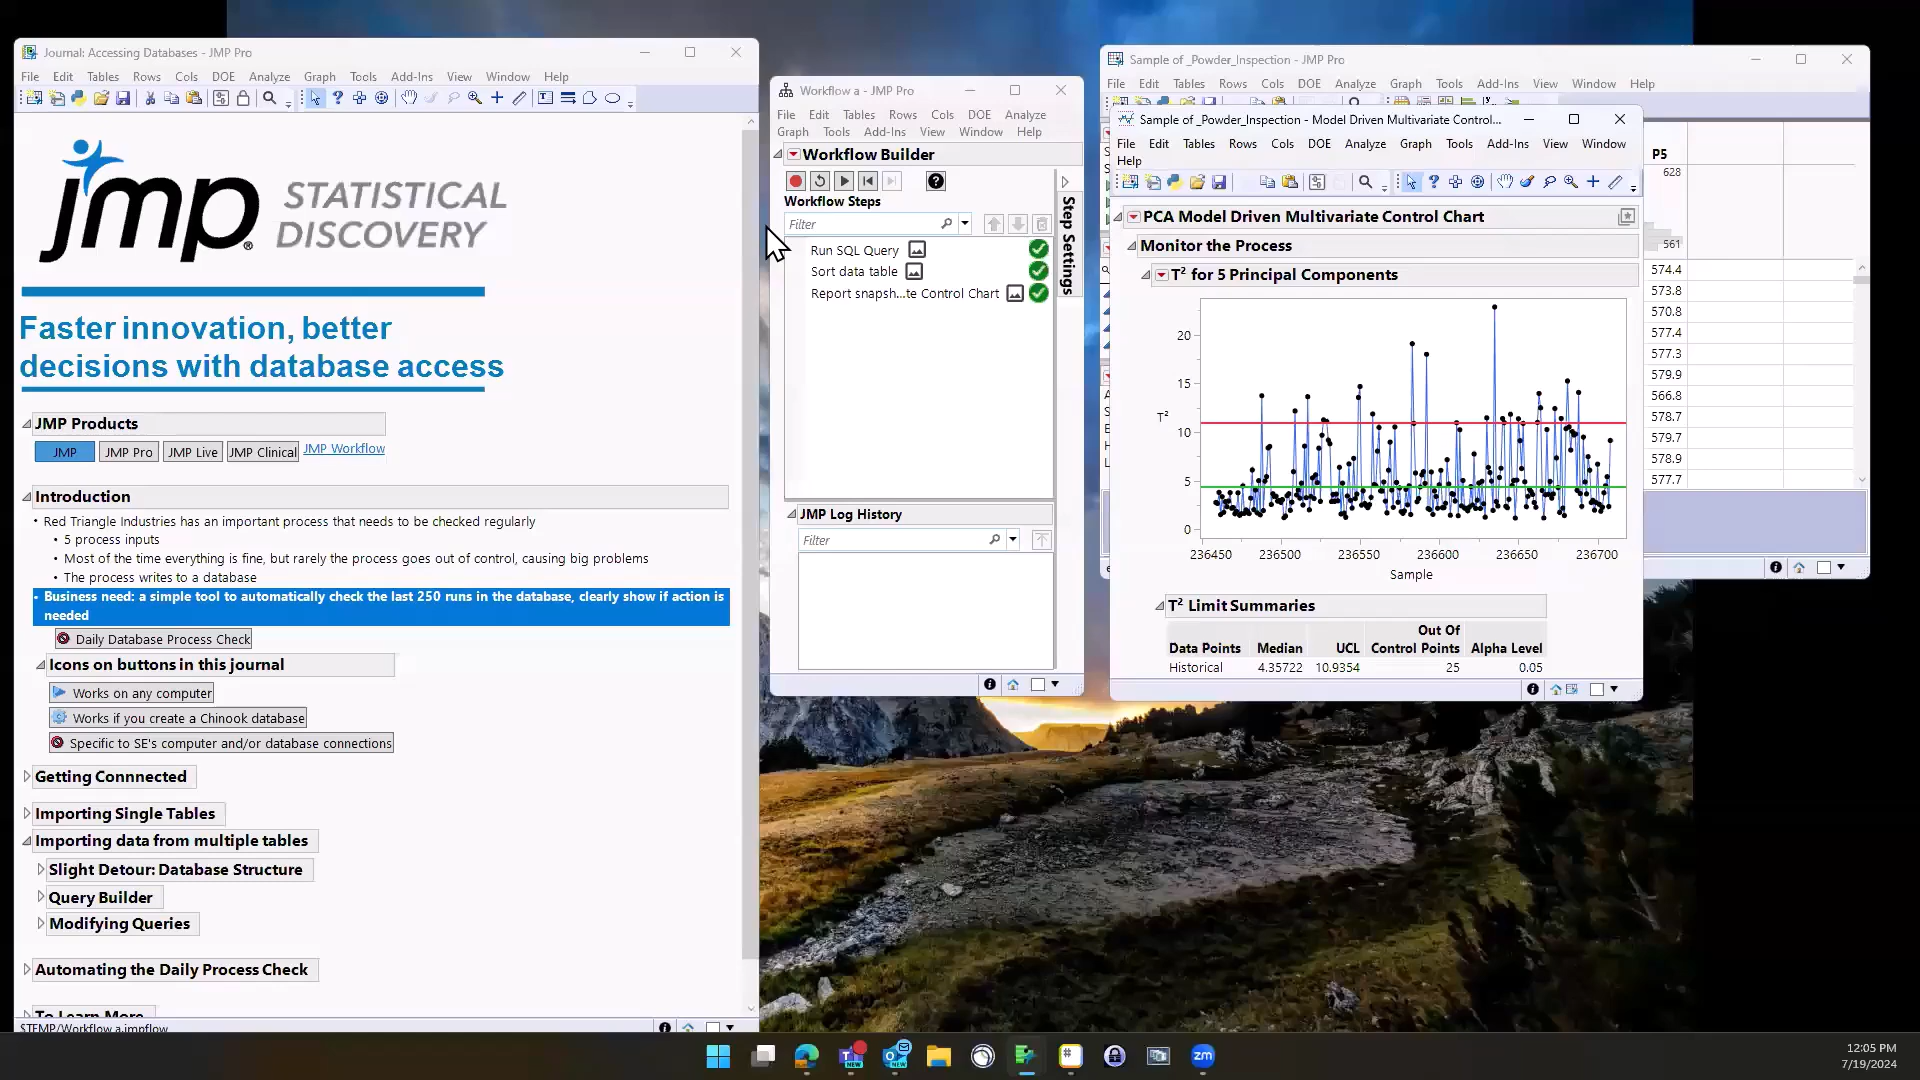 Journal: Accessing Databases - JMP Pro
File Edit Tables Rows Cols DOE Analyze Graph Tools Add-Ins View Window Help
jmp STATISTICAL DISCOVERY
Faster innovation, better
decisions with database access
JMP Products
JMP JMP Pro JMP Live JMP Clinical JMP Workflow
Introduction
• Red Triangle Industries has an important process that needs to be checked regularly
• 5 process inputs
• Most of the time everything is fine, but rarely the process goes out of control, causing big problems
• The process writes to a database
• Business need: a simple tool to automatically check the last 250 runs in the database, clearly show if action is
needed
Daily Database Process Check
Icons on buttons in this journal
Works on any computer
Works if you create a Chinook database
Specific to SE's computer and/or database connections
Getting Connnected
Importing Single Tables
Importing data from multiple tables
Slight Detour: Database Structure
Query Builder
Modifying Queries
Automating the Daily Process Check
To Learn More
$TEMP/Workflow a.jmpflow
Workflow a - JMP Pro
File Edit Tables Rows Cols DOE Analyze
Graph Tools Add-Ins View Window Help
Workflow Builder
Workflow Steps
Filter
Run SQL Query
Sort data table
Report snapsh...te Control Chart
Step Settings
JMP Log History
Filter
Sample of _Powder_Inspection - JMP Pro
File Edit Tables Rows Cols DOE Analyze Graph Tools Add-Ins View Window Help
P5
628
561
574.4
573.8
570.8
577.4
577.3
579.9
566.8
578.7
579.7
578.9
577.7
Sample of _Powder_Inspection - Model Driven Multivariate Control...
File Edit Tables Rows Cols DOE Analyze Graph Tools Add-Ins View Window
Help
PCA Model Driven Multivariate Control Chart
Monitor the Process
T² for 5 Principal Components
20
15
T²
10
5
0
236450 236500 236550 236600 236650 236700
Sample
T² Limit Summaries
Out Of
Data Points Median UCL Control Points Alpha Level
Historical 4.35722 10.9354 25 0.05
12:05 PM
7/19/2024